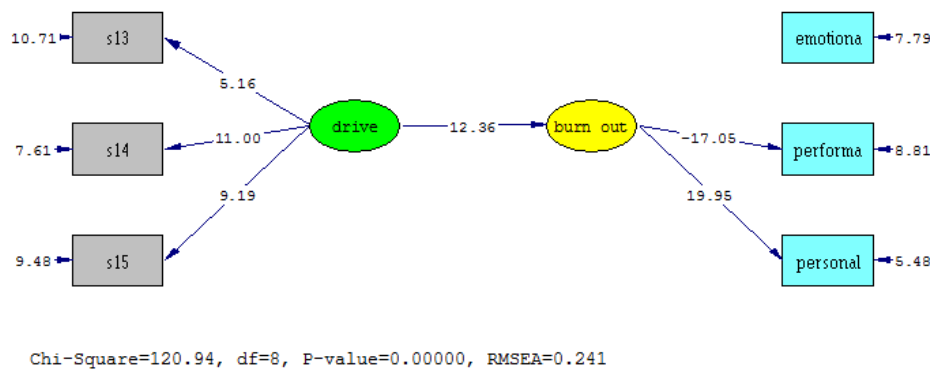 10.71 s13 emotiona 7.79
5.16
7.61 s14 11.00 drive 12.36 burn out -17.05 performa 8.81
9.19 19.95
9.48 s15 personal 5.48
Chi-Square=120.94, df=8, P-value=0.00000, RMSEA=0.241